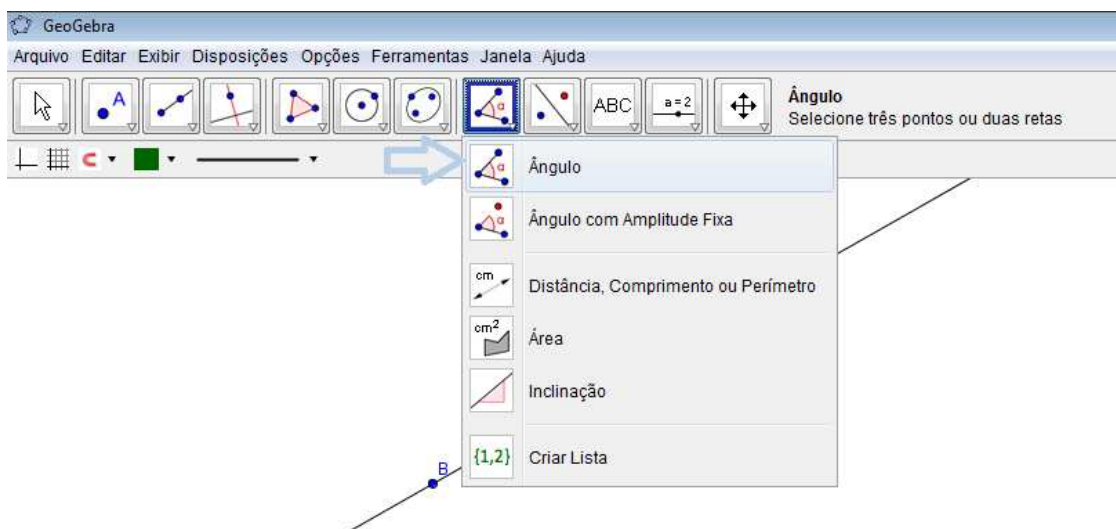 GeoGebra
Arquivo Editar Exibir Disposições Opções Ferramentas Janela Ajuda
A
α
ABC
a=2
Ângulo
Selecione três pontos ou duas retas
α Ângulo
α Ângulo com Amplitude Fixa
cm Distância, Comprimento ou Perímetro
cm² Área
Inclinação
{1,2} Criar Lista
B